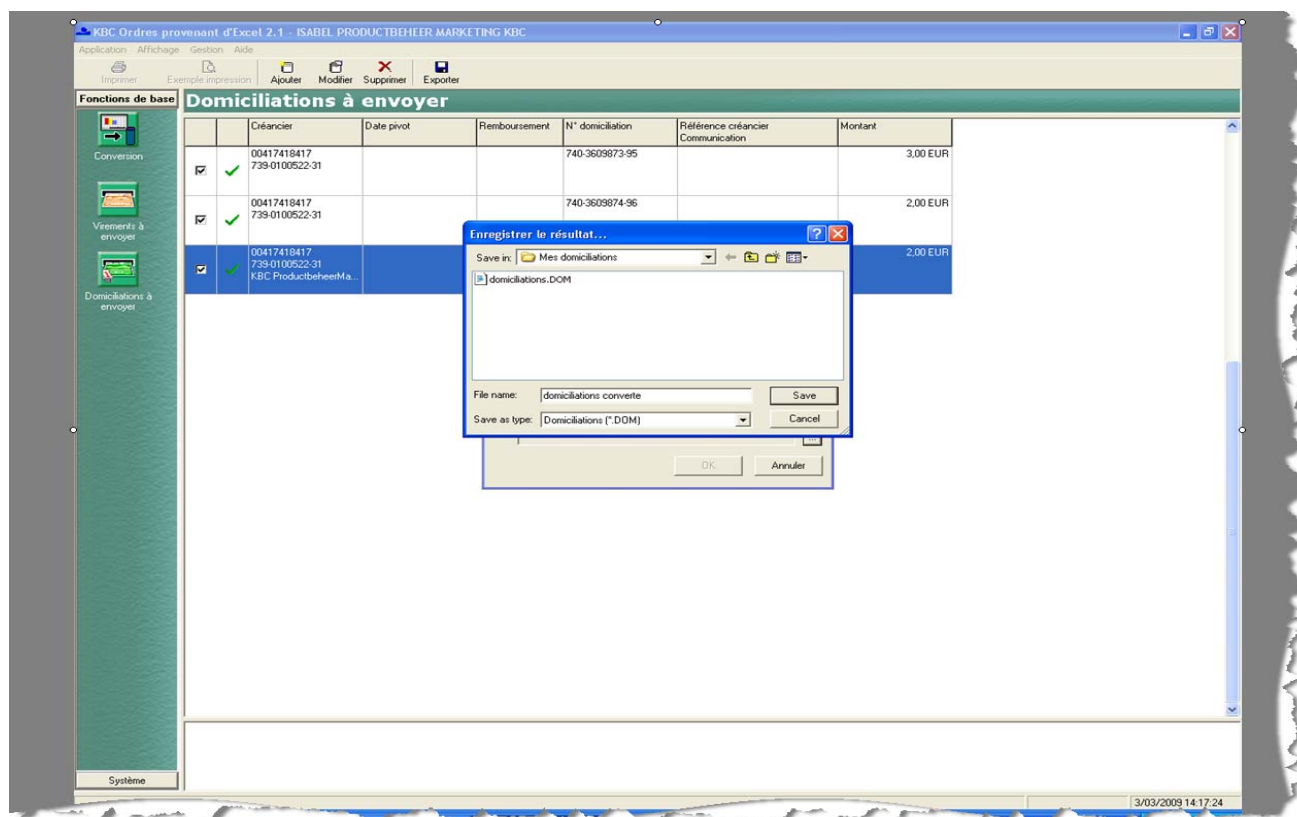 KBC Ordres provenant d'Excel 2.1 - ISABEL PRODUCTBEHEER MARKETING KBC
Application Affichage Gestion Aide
Imprimer Exemple impression Ajouter Modifier Supprimer Exporter
Fonctions de base
Domiciliations à envoyer
Créancier Date pivot Remboursement N° domiciliation Référence créancier Montant
Communication
Conversion
00417418417 740-3609873-95 3,00 EUR
739-0100522-31
Virements à
envoyer
00417418417 740-3609874-96 2,00 EUR
739-0100522-31
Domiciliations à
envoyer
00417418417 2,00 EUR
739-0100522-31
KBC ProductbeheerMa...
Enregistrer le résultat...
Save in: Mes domiciliations
domiciliations.DOM
File name: domiciliations converte Save
Save as type: Domiciliations (*.DOM) Cancel
...
OK Annuler
Système
3/03/2009 14:17:24